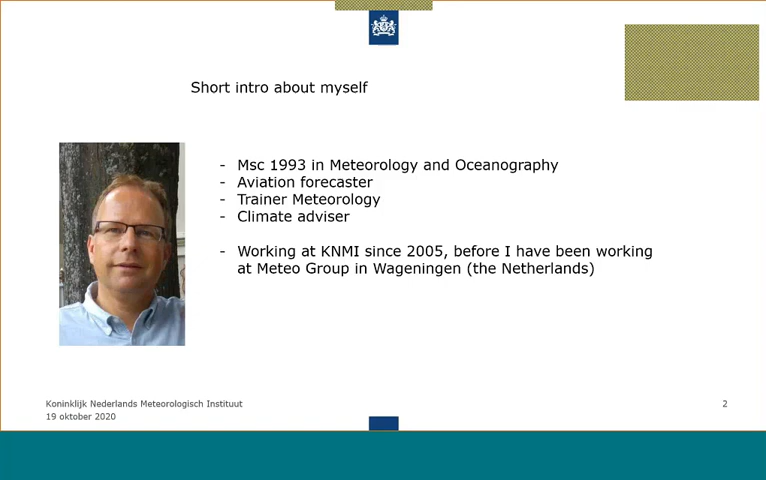 Short intro about myself
- Msc 1993 in Meteorology and Oceanography
- Aviation forecaster
- Trainer Meteorology
- Climate adviser
- Working at KNMI since 2005, before I have been working
at Meteo Group in Wageningen (the Netherlands)
Koninklijk Nederlands Meteorologisch Instituut
2
19 oktober 2020